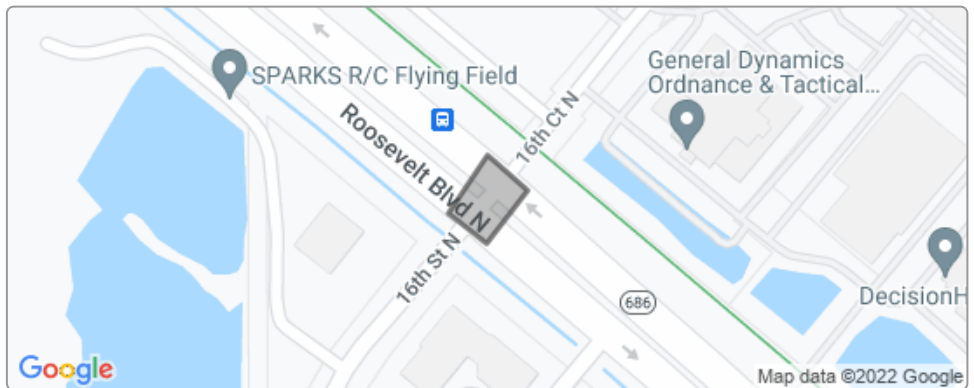 General Dynamics
Ordnance & Tactical...
SPARKS R/C Flying Field
Roosevelt Blvd N
16th Ct N
16th St N
686
DecisionH
Google
Map data ©2022 Google